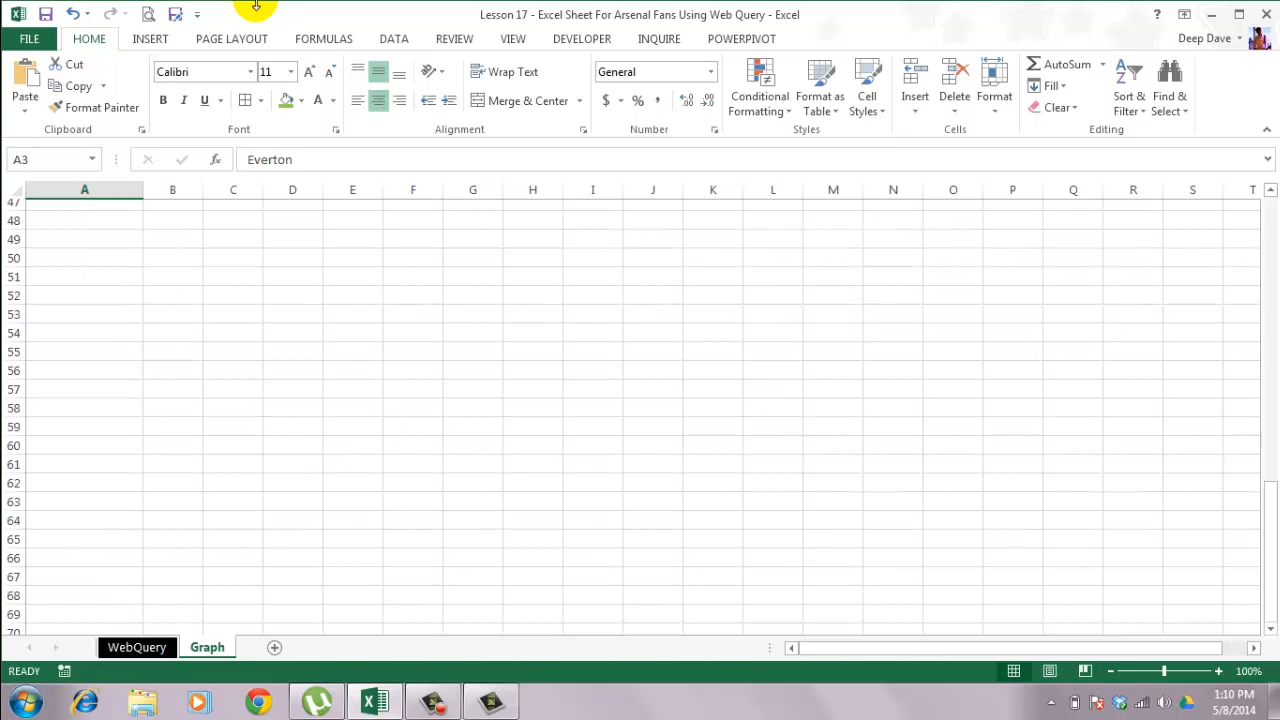 Lesson 17 - Excel Sheet For Arsenal Fans Using Web Query - Excel
FILE HOME INSERT PAGE LAYOUT FORMULAS DATA REVIEW VIEW DEVELOPER INQUIRE POWERPIVOT Deep Dave
Paste
Cut
Copy
Format Painter
Clipboard
Calibri 11
B I U
Font
Wrap Text
Merge & Center
Alignment
General
$ % ,
Number
Conditional Formatting
Format as Table
Cell Styles
Styles
Insert Delete Format
Cells
AutoSum
Fill
Clear
Sort & Filter
Find & Select
Editing
A3 fx Everton
A B C D E F G H I J K L M N O P Q R S T
47
48
49
50
51
52
53
54
55
56
57
58
59
60
61
62
63
64
65
66
67
68
69
70
WebQuery Graph
READY 100%
1:10 PM
5/8/2014